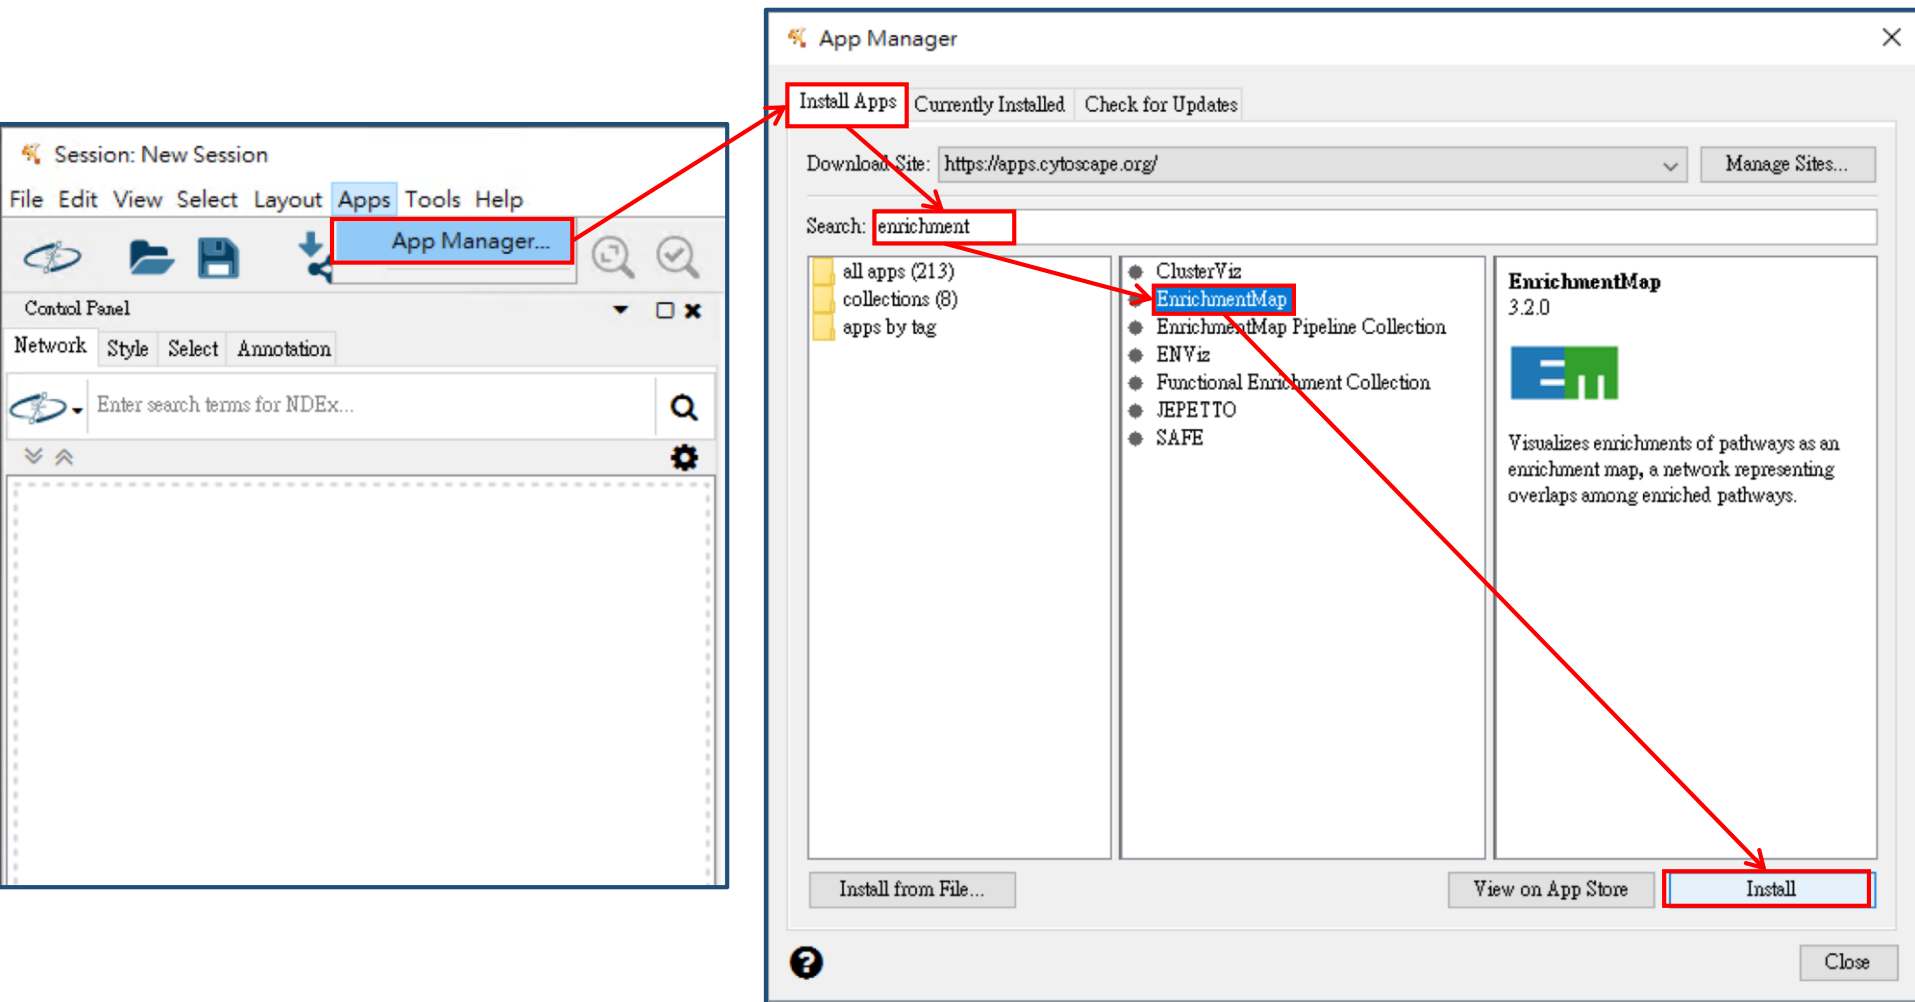 Session: New Session
File Edit View Select Layout Apps Tools Help
App Manager...
Control Panel
Network Style Select Annotation
Enter search terms for NDEx...
App Manager
Install Apps Currently Installed Check for Updates
Download Site: https://apps.cytoscape.org/ Manage Sites...
Search: enrichment
all apps (213)
collections (8)
apps by tag
ClusterViz
EnrichmentMap
EnrichmentMap Pipeline Collection
ENViz
Functional Enrichment Collection
JEPETTO
SAFE
EnrichmentMap
3.2.0
Em
Visualizes enrichments of pathways as an
enrichment map, a network representing
overlaps among enriched pathways.
Install from File... View on App Store Install
Close